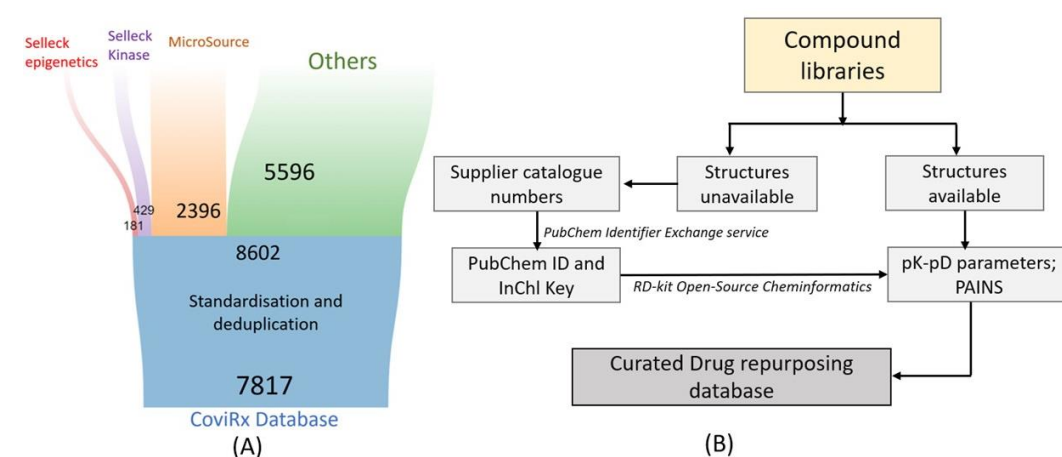 Selleck
epigenetics
Selleck
Kinase
MicroSource
Others
5596
2396
429
181
8602
Standardisation and
deduplication
7817
CoviRx Database
(A)
Compound
libraries
Structures
unavailable
Structures
available
Supplier catalogue
numbers
PubChem Identifier Exchange service
PubChem ID and
InChl Key
RD-kit Open-Source Cheminformatics
pK-pD parameters;
PAINS
Curated Drug repurposing
database
(B)